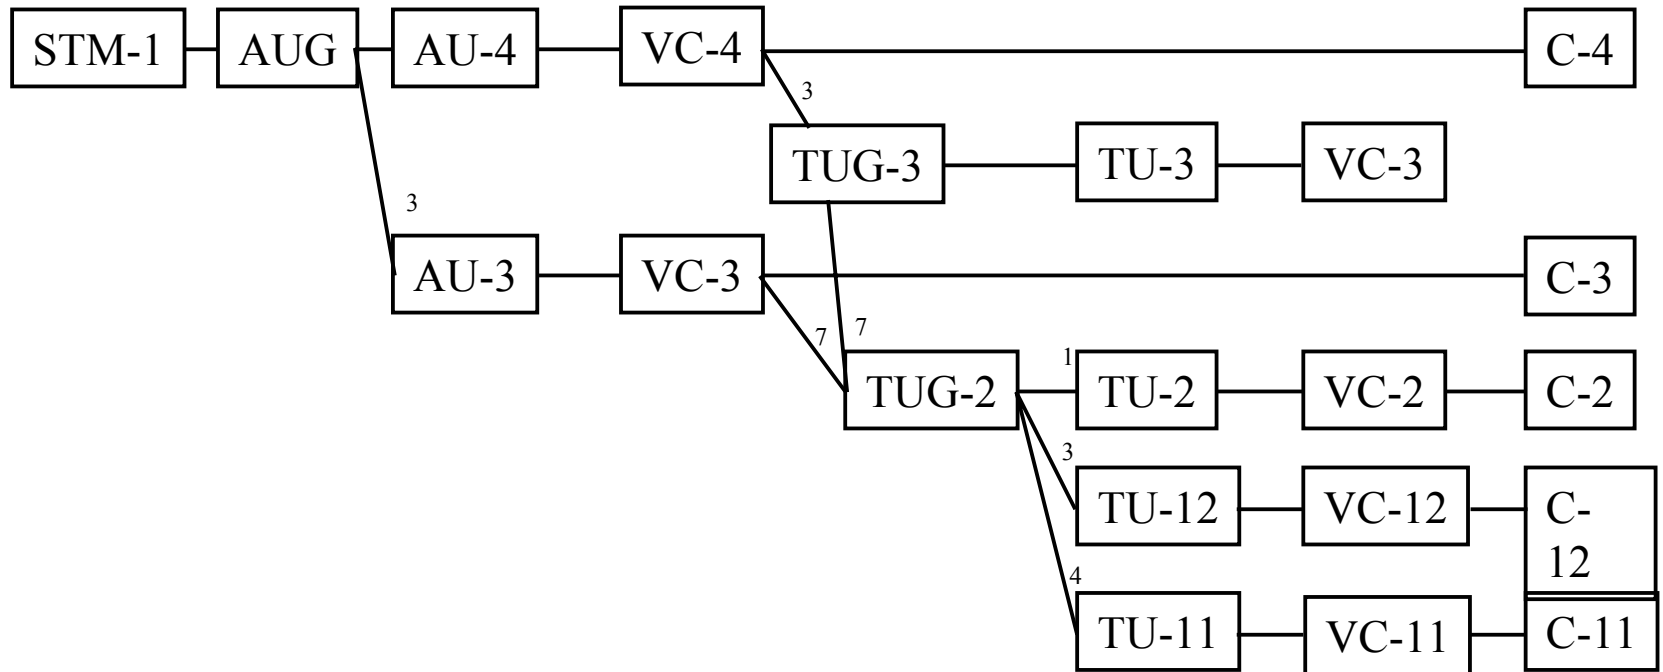 STM-1 AUG AU-4 VC-4 C-4
3
TUG-3 TU-3 VC-3
3
AU-3 VC-3 C-3
7 7
1
TUG-2 TU-2 VC-2 C-2
3
TU-12 VC-12 C-
12
4
TU-11 VC-11 C-11